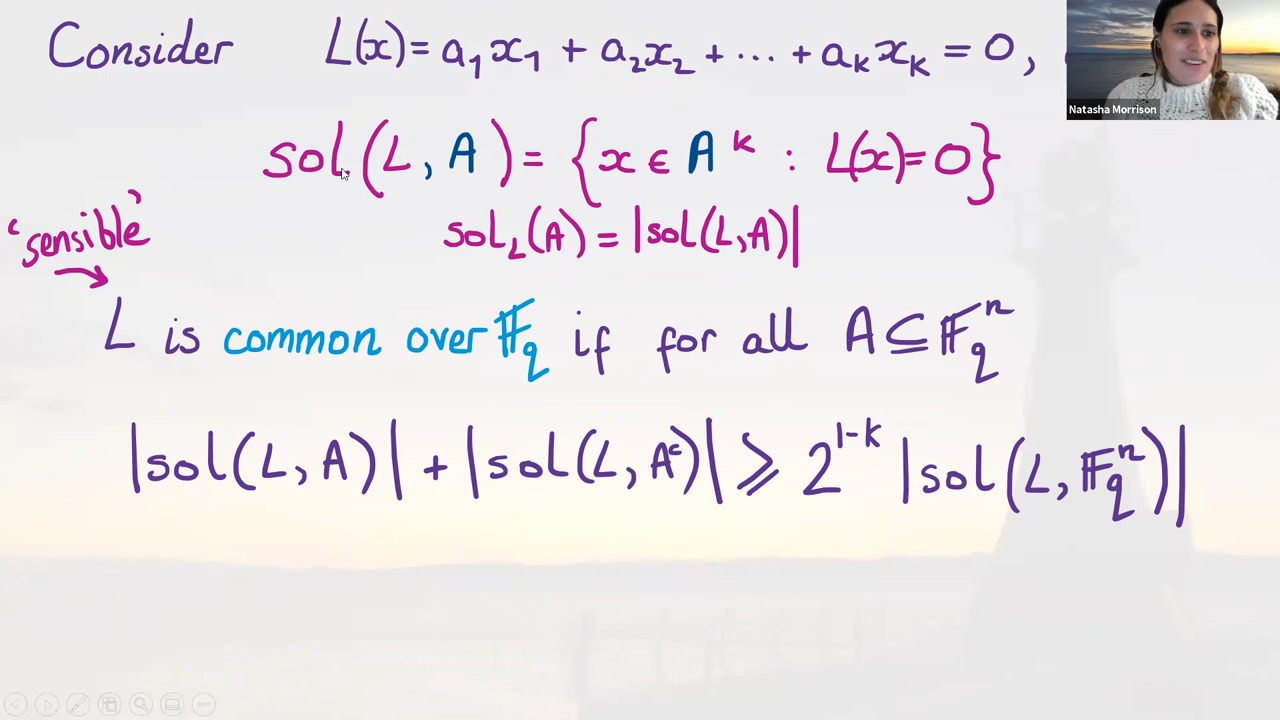 Consider L(x) = a₁x₁ + a₂x₂ + ... + aₖxₖ = 0,
Natasha Morrison
sol(L, A) = {x ∈ Aᵏ : L(x) = 0}
'sensible'
sol_L(A) = |sol(L,A)|
L is common over 𝔽_q if for all A ⊆ 𝔽_qⁿ
|sol(L, A)| + |sol(L, Aᶜ)| ⩾ 2^{1-k} |sol(L, 𝔽_qⁿ)|